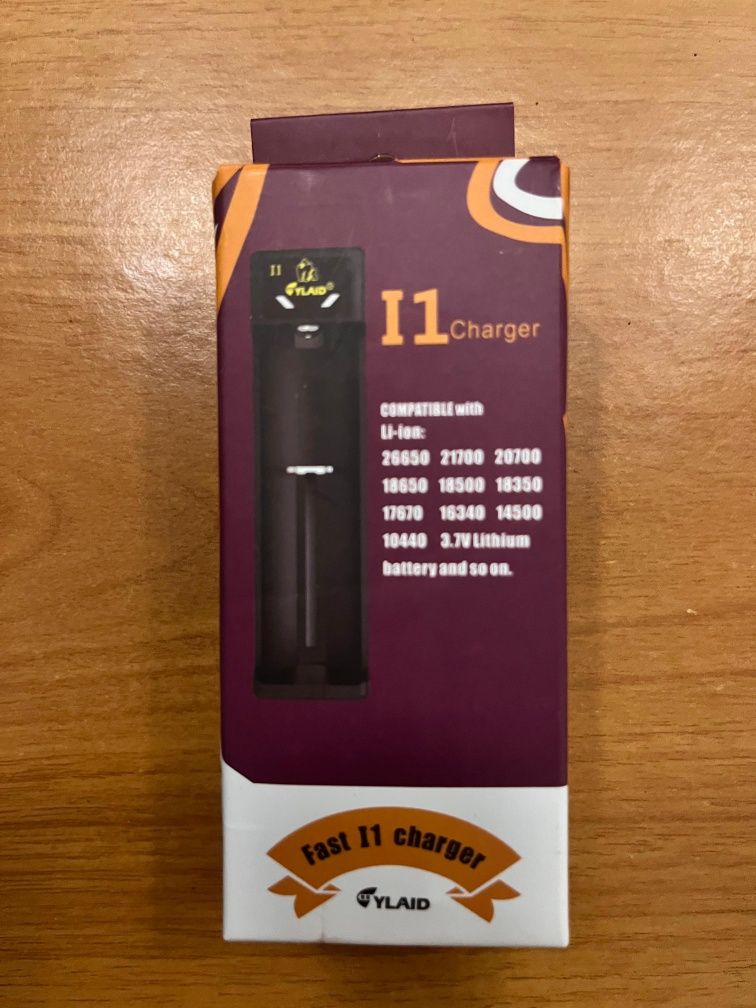 I1
YLAID
I1 Charger
COMPATIBLE with
Li-ion:
26650 21700 20700
18650 18500 18350
17670 16340 14500
10440 3.7V Lithium
battery and so on.
Fast I1 charger
YLAID